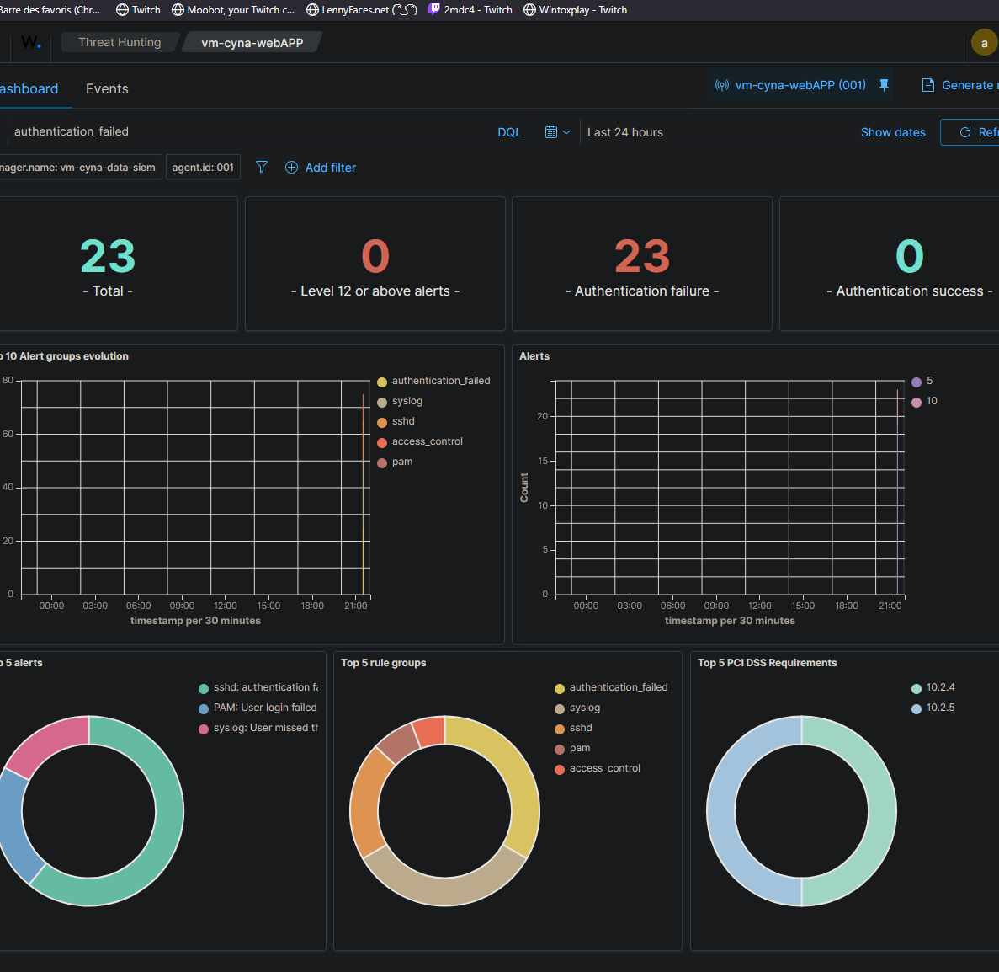 Barre des favoris (Chr... Twitch Moobot, your Twitch c... LennyFaces.net ( ͡° ͜ʖ ͡°) 2mdc4 - Twitch Wintoxplay - Twitch
W. Threat Hunting vm-cyna-webAPP a
ashboard Events vm-cyna-webAPP (001) Generate
authentication_failed DQL Last 24 hours Show dates Refr
nager.name: vm-cyna-data-siem agent.id: 001 Add filter
23 0 23 0
- Total - - Level 12 or above alerts - - Authentication failure - - Authentication success -
p 10 Alert groups evolution
80
60
40
20
0
00:00 03:00 06:00 09:00 12:00 15:00 18:00 21:00
timestamp per 30 minutes
authentication_failed
syslog
sshd
access_control
pam
Alerts
Count
20
15
10
5
0
00:00 03:00 06:00 09:00 12:00 15:00 18:00 21:00
timestamp per 30 minutes
5
10
p 5 alerts
sshd: authentication fa
PAM: User login failed.
syslog: User missed th
Top 5 rule groups
authentication_failed
syslog
sshd
pam
access_control
Top 5 PCI DSS Requirements
10.2.4
10.2.5